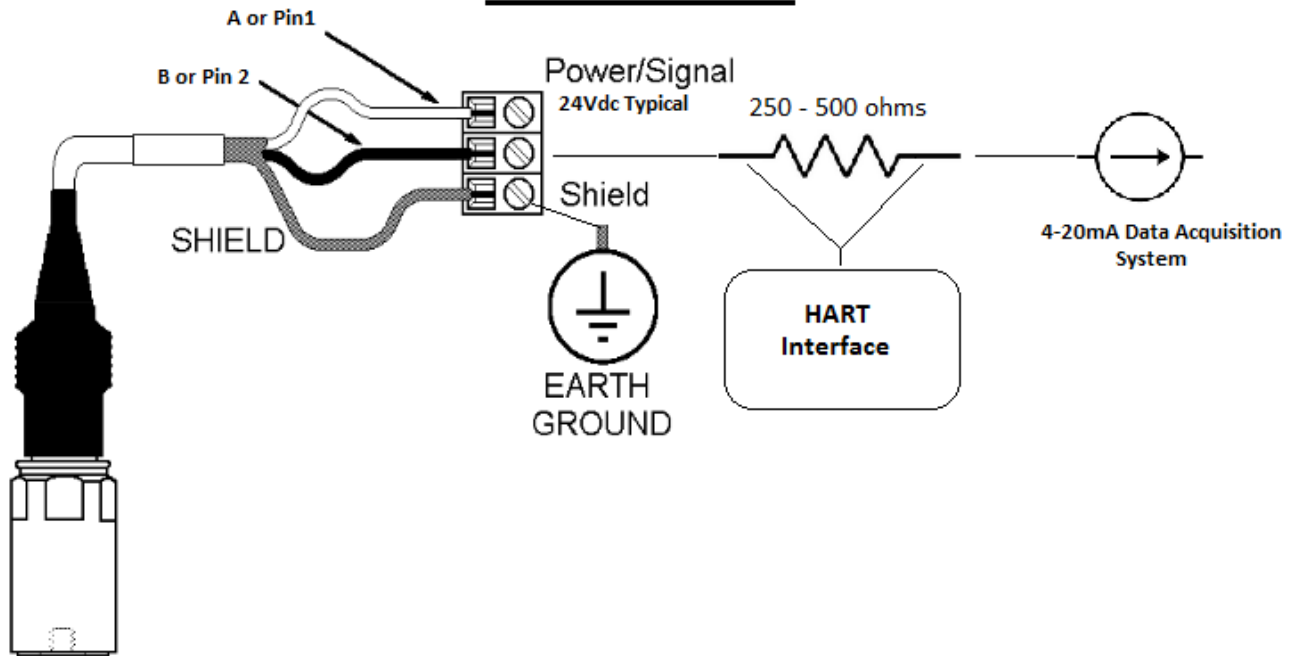 A or Pin1
B or Pin 2
Power/Signal
24Vdc Typical
250 - 500 ohms
Shield
SHIELD
4-20mA Data Acquisition
System
HART
Interface
EARTH
GROUND